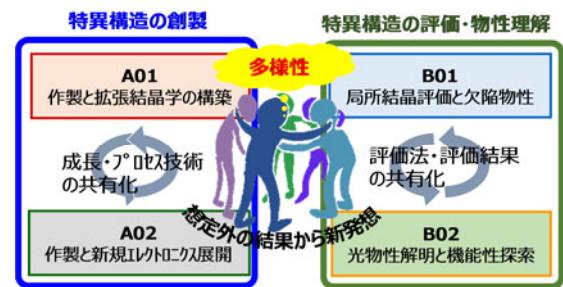 特異構造の創製
特異構造の評価・物性理解
A01
作製と拡張結晶学の構築
多様性
B01
局所結晶評価と欠陥物性
成長・プロセス技術
の共有化
評価法・評価結果
の共有化
想定外の結果から新発想
A02
作製と新規エレクトロニクス展開
B02
光物性解明と機能性探索